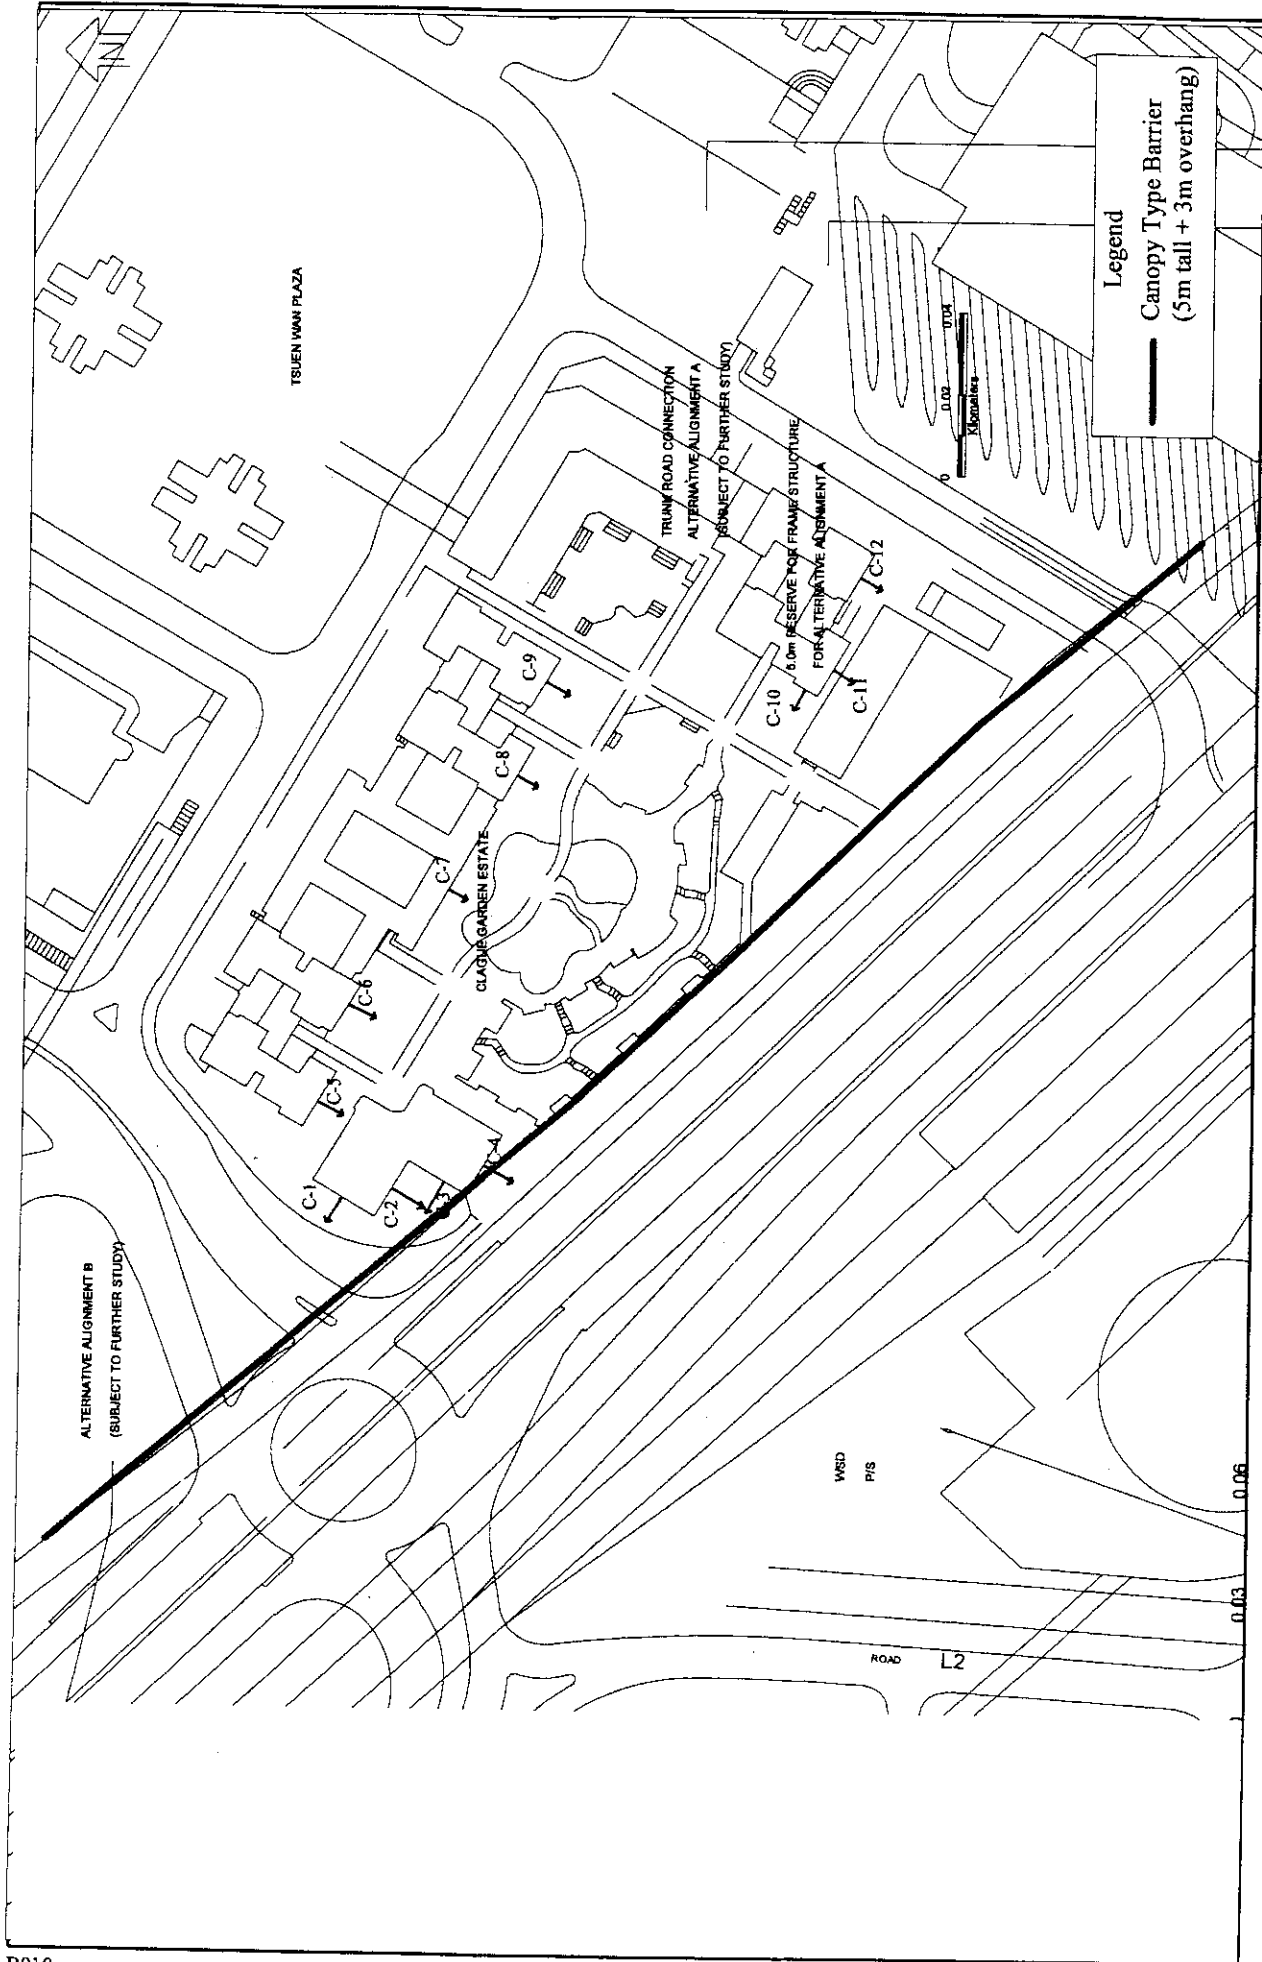 N
TSUEN WAN PLAZA
Legend
Canopy Type Barrier
(5m tall + 3m overhang)
0
0.02
0.04
Kilometers
TRUNK ROAD CONNECTION
ALTERNATIVE ALIGNMENT A
(SUBJECT TO FURTHER STUDY)
6.0m RESERVE FOR FRAME STRUCTURE
FOR ALTERNATIVE ALIGNMENT A
C-12
C-11
C-10
C-9
C-8
C-7
CLAGUE GARDEN ESTATE
C-6
C-5
C-4
C-3
C-2
C-1
ALTERNATIVE ALIGNMENT B
(SUBJECT TO FURTHER STUDY)
WSD
P/S
ROAD
L2
0.03
0.06